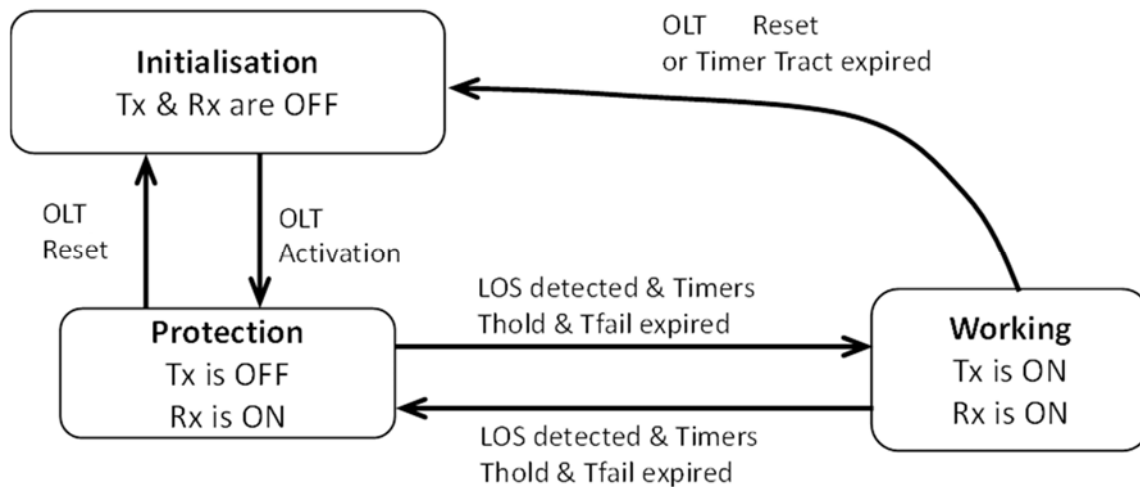 Initialisation
Tx & Rx are OFF
OLT Reset
or Timer Tract expired
OLT
Reset
OLT
Activation
LOS detected & Timers
Thold & Tfail expired
Protection
Tx is OFF
Rx is ON
Working
Tx is ON
Rx is ON
LOS detected & Timers
Thold & Tfail expired